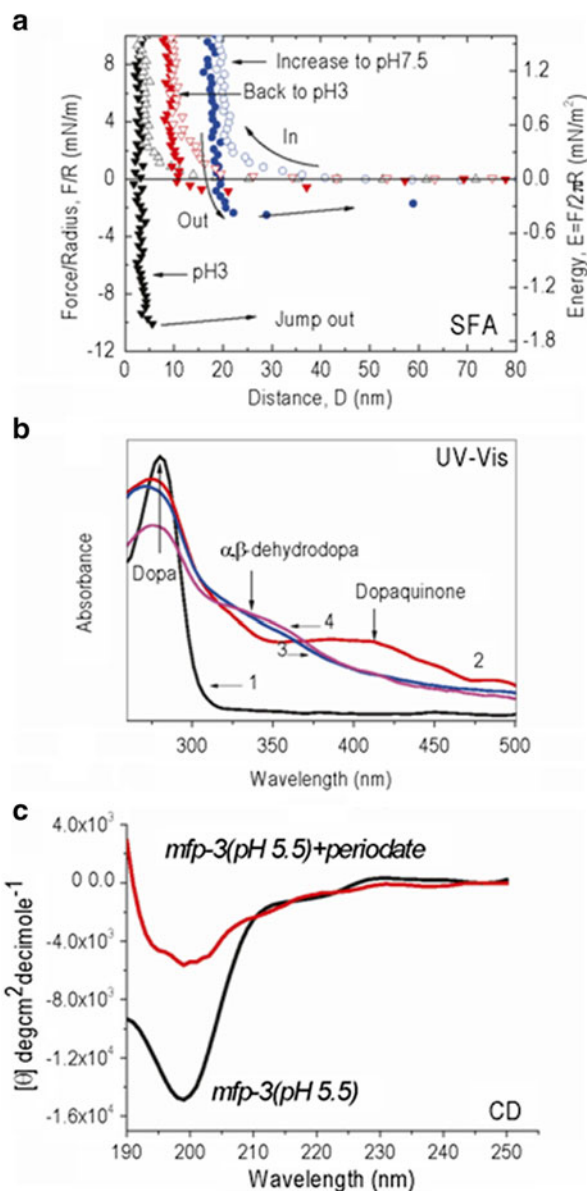 a
Force/Radius, F/R (mN/m)
8
4
0
-4
-8
-12
Increase to pH7.5
Back to pH3
In
Out
pH3
Jump out
SFA
1.2
0.6
0.0
-0.6
-1.2
-1.8
Energy, E=F/2πR (mN/m²)
0 10 20 30 40 50 60 70 80
Distance, D (nm)
b
UV-Vis
Absorbance
Dopa
α,β-dehydrodopa
Dopaquinone
4
3
2
1
300 350 400 450 500
Wavelength (nm)
c
[θ] degcm² decimole⁻¹
4.0x10³
0 0.0
-4.0x10³
-8.0x10³
-1.2x10⁴
-1.6x10⁴
mfp-3(pH 5.5)+periodate
mfp-3(pH 5.5)
CD
190 200 210 220 230 240 250
Wavelength (nm)